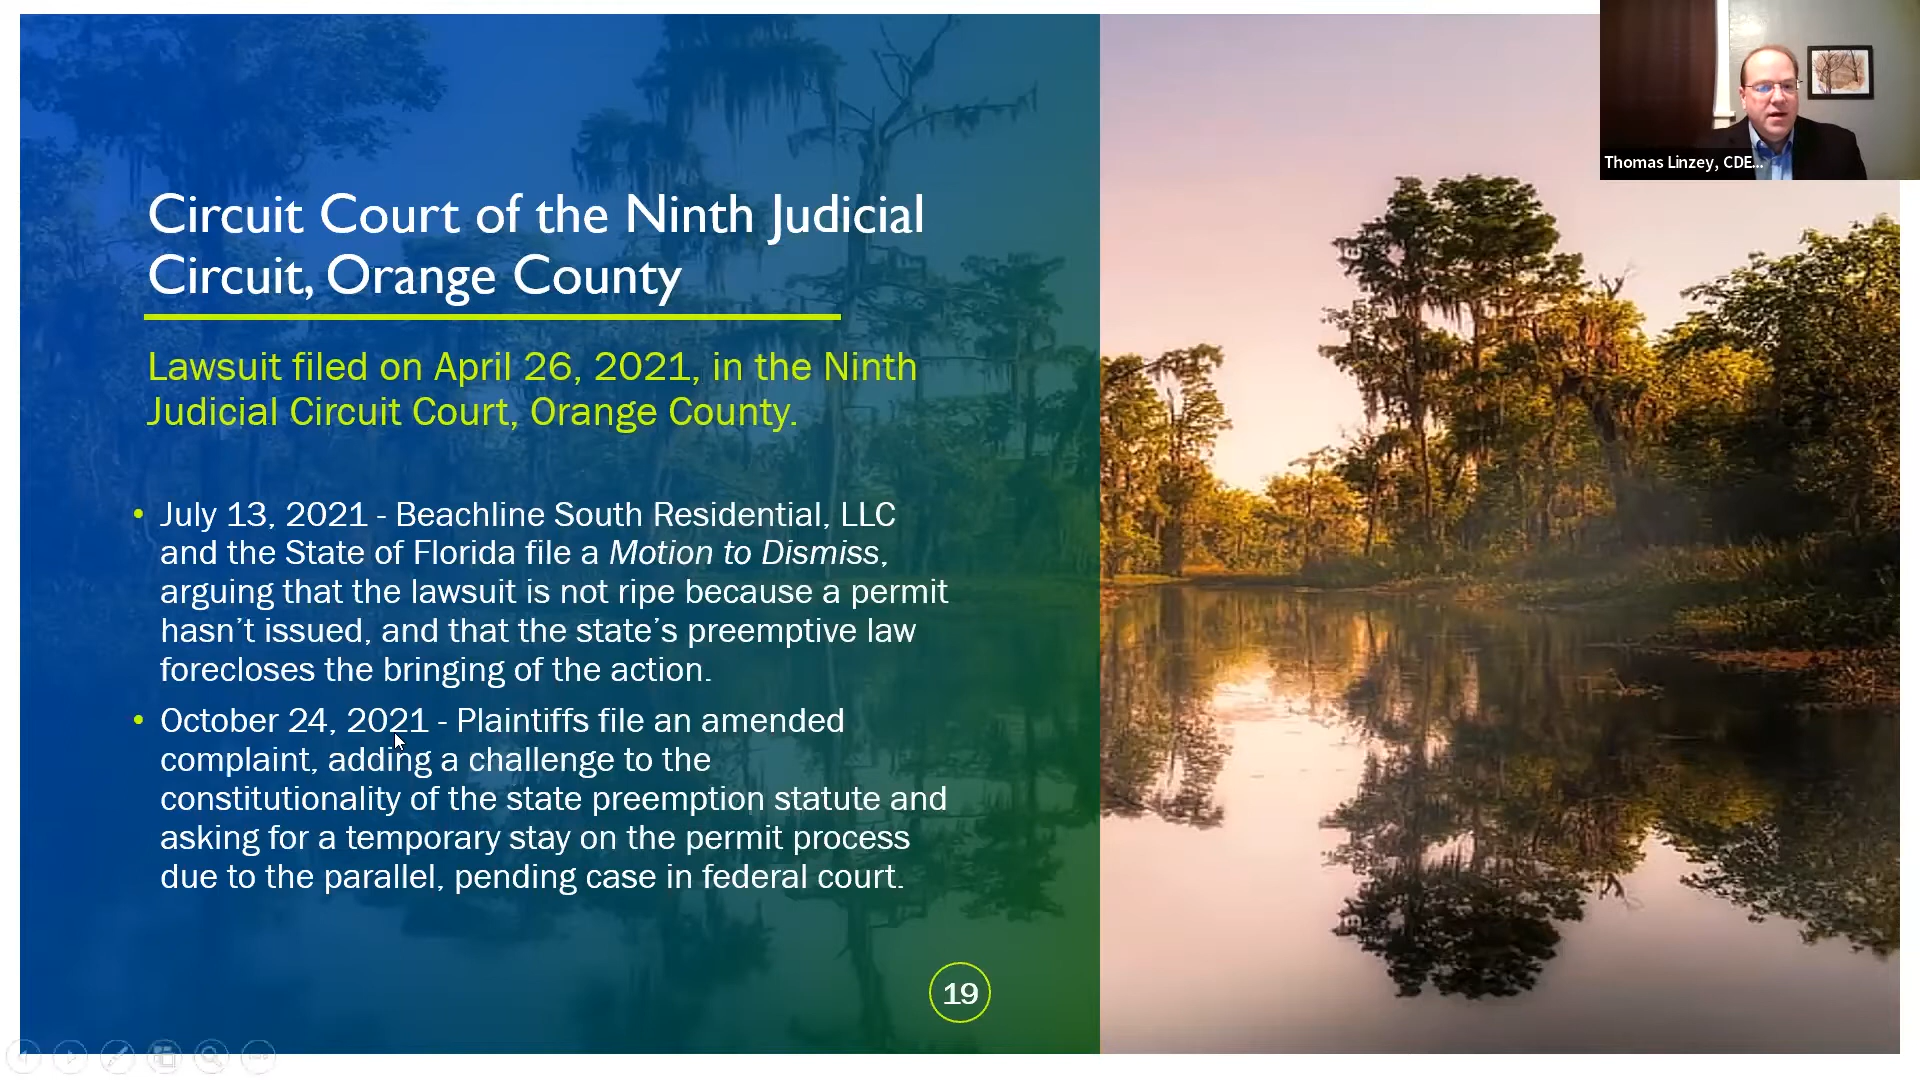 Circuit Court of the Ninth Judicial
Circuit, Orange County
Lawsuit filed on April 26, 2021, in the Ninth
Judicial Circuit Court, Orange County.
• July 13, 2021 - Beachline South Residential, LLC
and the State of Florida file a Motion to Dismiss,
arguing that the lawsuit is not ripe because a permit
hasn’t issued, and that the state’s preemptive law
forecloses the bringing of the action.
• October 24, 2021 - Plaintiffs file an amended
complaint, adding a challenge to the
constitutionality of the state preemption statute and
asking for a temporary stay on the permit process
due to the parallel, pending case in federal court.
19
Thomas Linzey, CDE...